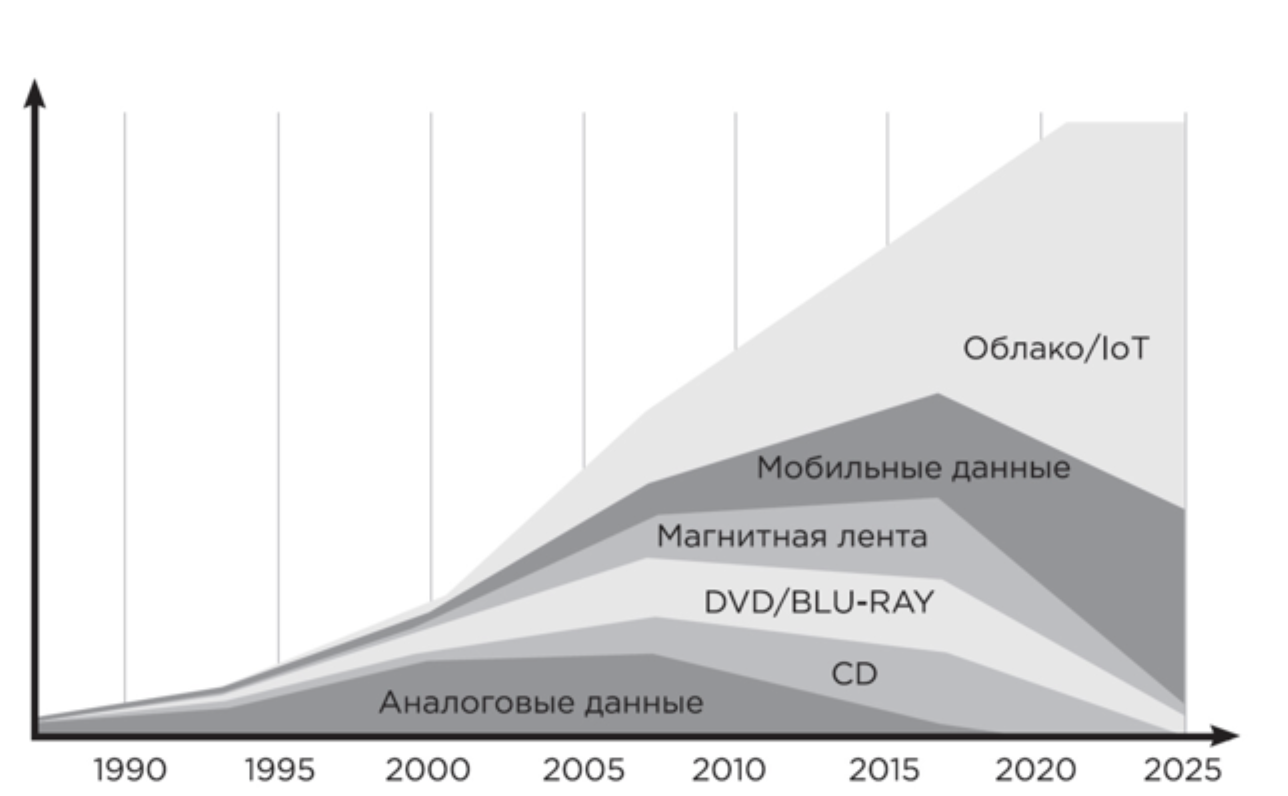 Облако/IoT
Мобильные данные
Магнитная лента
DVD/BLU-RAY
CD
Аналоговые данные
1990 1995 2000 2005 2010 2015 2020 2025